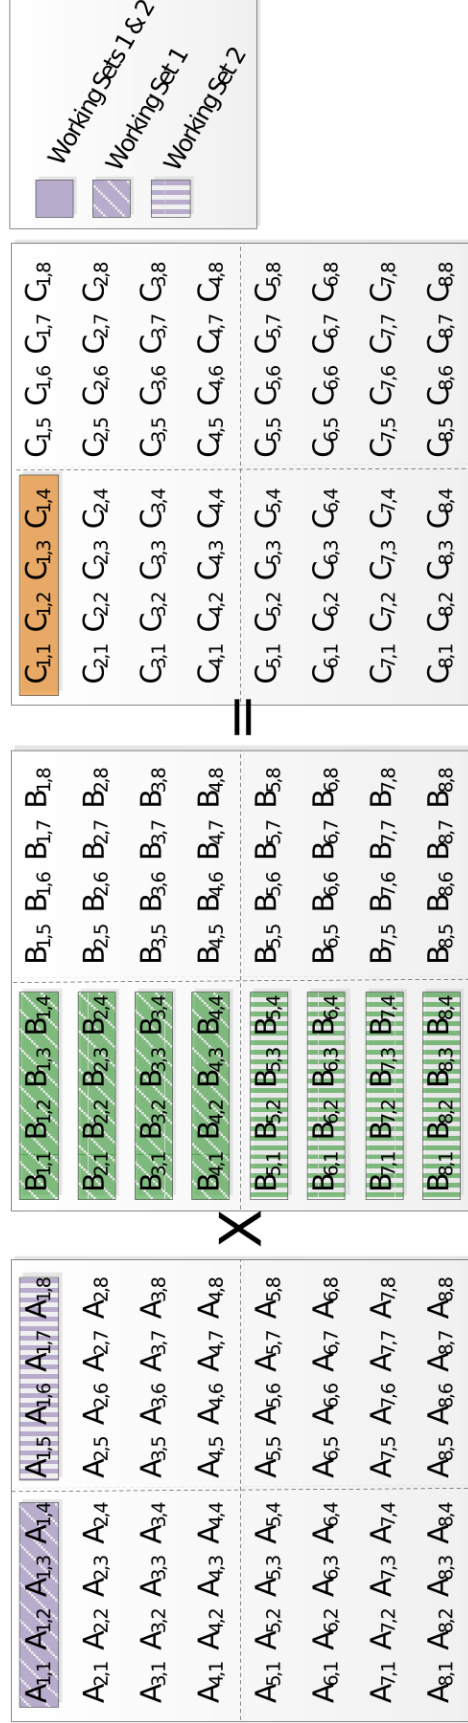 A1,1 A1,2 A1,3 A1,4 A1,5 A1,6 A1,7 A1,8
A2,1 A2,2 A2,3 A2,4 A2,5 A2,6 A2,7 A2,8
A3,1 A3,2 A3,3 A3,4 A3,5 A3,6 A3,7 A3,8
A4,1 A4,2 A4,3 A4,4 A4,5 A4,6 A4,7 A4,8
A5,1 A5,2 A5,3 A5,4 A5,5 A5,6 A5,7 A5,8
A6,1 A6,2 A6,3 A6,4 A6,5 A6,6 A6,7 A6,8
A7,1 A7,2 A7,3 A7,4 A7,5 A7,6 A7,7 A7,8
A8,1 A8,2 A8,3 A8,4 A8,5 A8,6 A8,7 A8,8
X
B1,1 B1,2 B1,3 B1,4 B1,5 B1,6 B1,7 B1,8
B2,1 B2,2 B2,3 B2,4 B2,5 B2,6 B2,7 B2,8
B3,1 B3,2 B3,3 B3,4 B3,5 B3,6 B3,7 B3,8
B4,1 B4,2 B4,3 B4,4 B4,5 B4,6 B4,7 B4,8
B5,1 B5,2 B5,3 B5,4 B5,5 B5,6 B5,7 B5,8
B6,1 B6,2 B6,3 B6,4 B6,5 B6,6 B6,7 B6,8
B7,1 B7,2 B7,3 B7,4 B7,5 B7,6 B7,7 B7,8
B8,1 B8,2 B8,3 B8,4 B8,5 B8,6 B8,7 B8,8
=
C1,1 C1,2 C1,3 C1,4 C1,5 C1,6 C1,7 C1,8
C2,1 C2,2 C2,3 C2,4 C2,5 C2,6 C2,7 C2,8
C3,1 C3,2 C3,3 C3,4 C3,5 C3,6 C3,7 C3,8
C4,1 C4,2 C4,3 C4,4 C4,5 C4,6 C4,7 C4,8
C5,1 C5,2 C5,3 C5,4 C5,5 C5,6 C5,7 C5,8
C6,1 C6,2 C6,3 C6,4 C6,5 C6,6 C6,7 C6,8
C7,1 C7,2 C7,3 C7,4 C7,5 C7,6 C7,7 C7,8
C8,1 C8,2 C8,3 C8,4 C8,5 C8,6 C8,7 C8,8
Working Sets 1 & 2
Working Set 1
Working Set 2